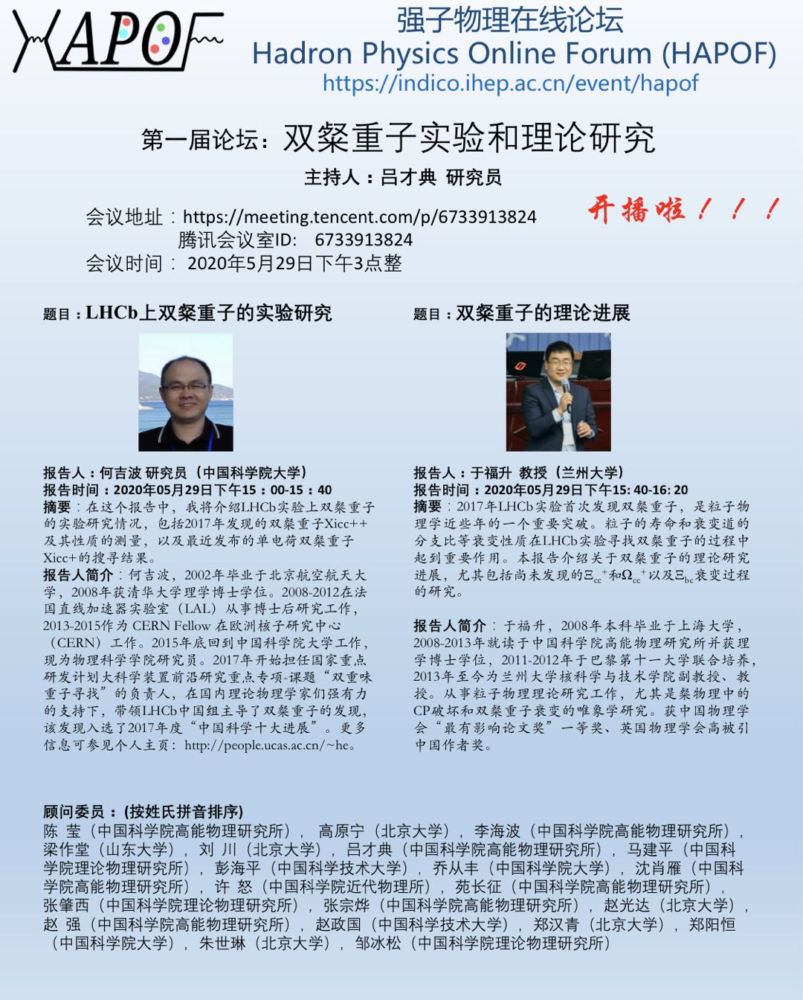 HAPOF
强子物理在线论坛
Hadron Physics Online Forum (HAPOF)
https://indico.ihep.ac.cn/event/hapof
第一届论坛：双粲重子实验和理论研究
主持人：吕才典 研究员
开播啦！！！
会议地址：https://meeting.tencent.com/p/6733913824
腾讯会议室ID: 6733913824
会议时间： 2020年5月29日下午3点整
题目：LHCb上双粲重子的实验研究
报告人：何吉波 研究员（中国科学院大学）
报告时间：2020年05月29日下午15：00-15：40
摘要：在这个报告中，我将介绍LHCb实验上双粲重子
的实验研究情况，包括2017年发现的双粲重子Xicc++
及其性质的测量，以及最近发布的单电荷双粲重子
Xicc+的搜寻结果。
报告人简介：何吉波，2002年毕业于北京航空航天大
学，2008年获清华大学理学博士学位。2008-2012在法
国直线加速器实验室（LAL）从事博士后研究工作，
2013-2015作为 CERN Fellow 在欧洲核子研究中心
（CERN）工作。2015年底回到中国科学院大学工作，
现为物理科学学院研究员。2017年开始担任国家重点
研发计划大科学装置前沿研究重点专项-课题“双重味
重子寻找”的负责人，在国内理论物理学家们强有力
的支持下，带领LHCb中国组主导了双粲重子的发现，
该发现入选了2017年度“中国科学十大进展”。更多
信息可参见个人主页：http://people.ucas.ac.cn/~he。
题目：双粲重子的理论进展
报告人：于福升 教授（兰州大学）
报告时间：2020年05月29日下午15: 40-16: 20
摘要：2017年LHCb实验首次发现双粲重子，是粒子物
理学近些年的一个重要突破。粒子的寿命和衰变道的
分支比等衰变性质在LHCb实验寻找双粲重子的过程中
起到重要作用。本报告介绍关于双粲重子的理论研究
进展，尤其包括尚未发现的Ξcc+和Ωcc+以及Ξbc衰变过程
的研究。
报告人简介：于福升，2008年本科毕业于上海大学，
2008-2013年就读于中国科学院高能物理研究所并获理
学博士学位，2011-2012年于巴黎第十一大学联合培养，
2013年至今为兰州大学核科学与技术学院副教授、教
授。从事粒子物理理论研究工作，尤其是粲物理中的
CP破坏和双粲重子衰变的唯象学研究。获中国物理学
会“最有影响论文奖”一等奖、英国物理学会高被引
中国作者奖。
顾问委员：(按姓氏拼音排序)
陈 莹（中国科学院高能物理研究所），高原宁（北京大学），李海波（中国科学院高能物理研究所），
梁作堂（山东大学），刘 川（北京大学），吕才典（中国科学院高能物理研究所），马建平（中国科
学院理论物理研究所），彭海平（中国科学技术大学），乔从丰（中国科学院大学），沈肖雁（中国科
学院高能物理研究所），许 怒（中国科学院近代物理所），苑长征（中国科学院高能物理研究所），
张肇西（中国科学院理论物理研究所），张宗烨（中国科学院高能物理研究所），赵光达（北京大学），
赵 强（中国科学院高能物理研究所），赵政国（中国科学技术大学），郑汉青（北京大学），郑阳恒
（中国科学院大学），朱世琳（北京大学），邹冰松（中国科学院理论物理研究所）